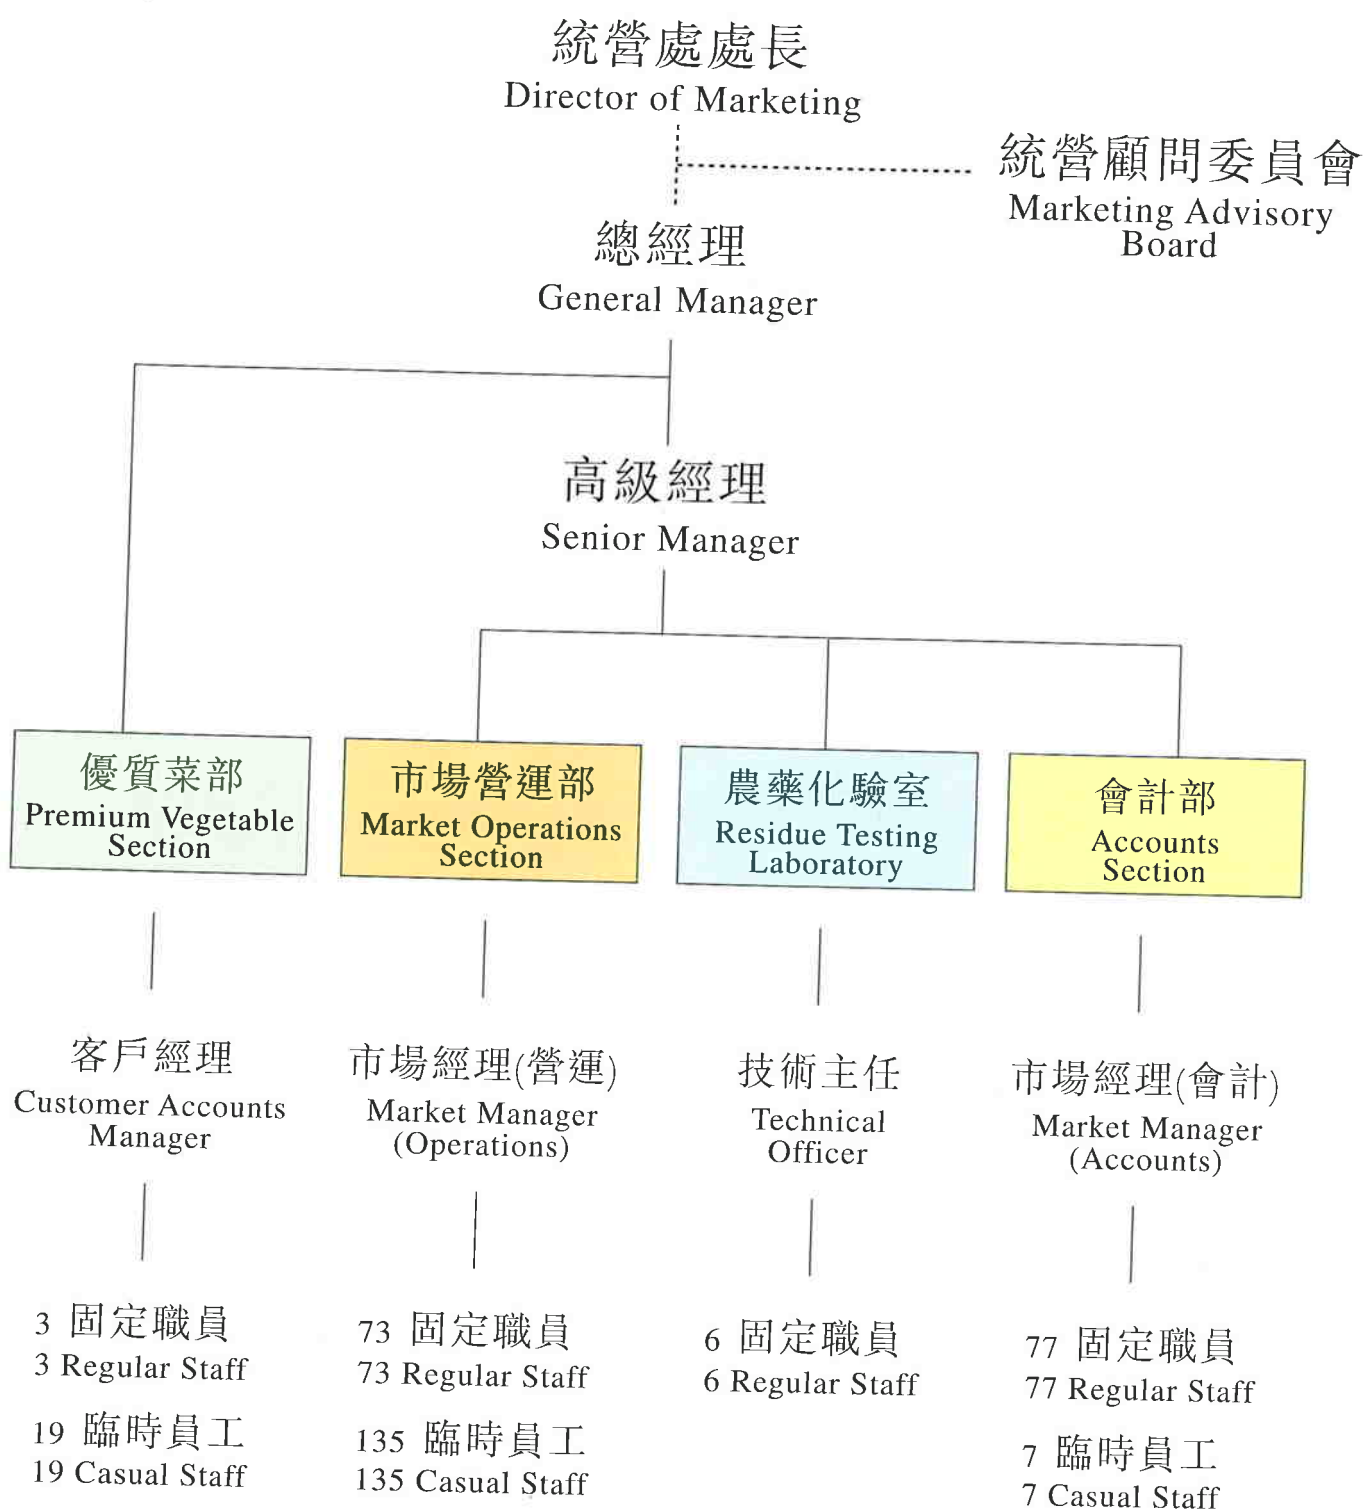 統營處處長
Director of Marketing
統營顧問委員會
Marketing Advisory
Board
總經理
General Manager
高級經理
Senior Manager
優質菜部
Premium Vegetable
Section
市場營運部
Market Operations
Section
農藥化驗室
Residue Testing
Laboratory
會計部
Accounts
Section
客戶經理
Customer Accounts
Manager
市場經理(營運)
Market Manager
(Operations)
技術主任
Technical
Officer
市場經理(會計)
Market Manager
(Accounts)
3 固定職員
3 Regular Staff
19 臨時員工
19 Casual Staff
73 固定職員
73 Regular Staff
135 臨時員工
135 Casual Staff
6 固定職員
6 Regular Staff
77 固定職員
77 Regular Staff
7 臨時員工
7 Casual Staff